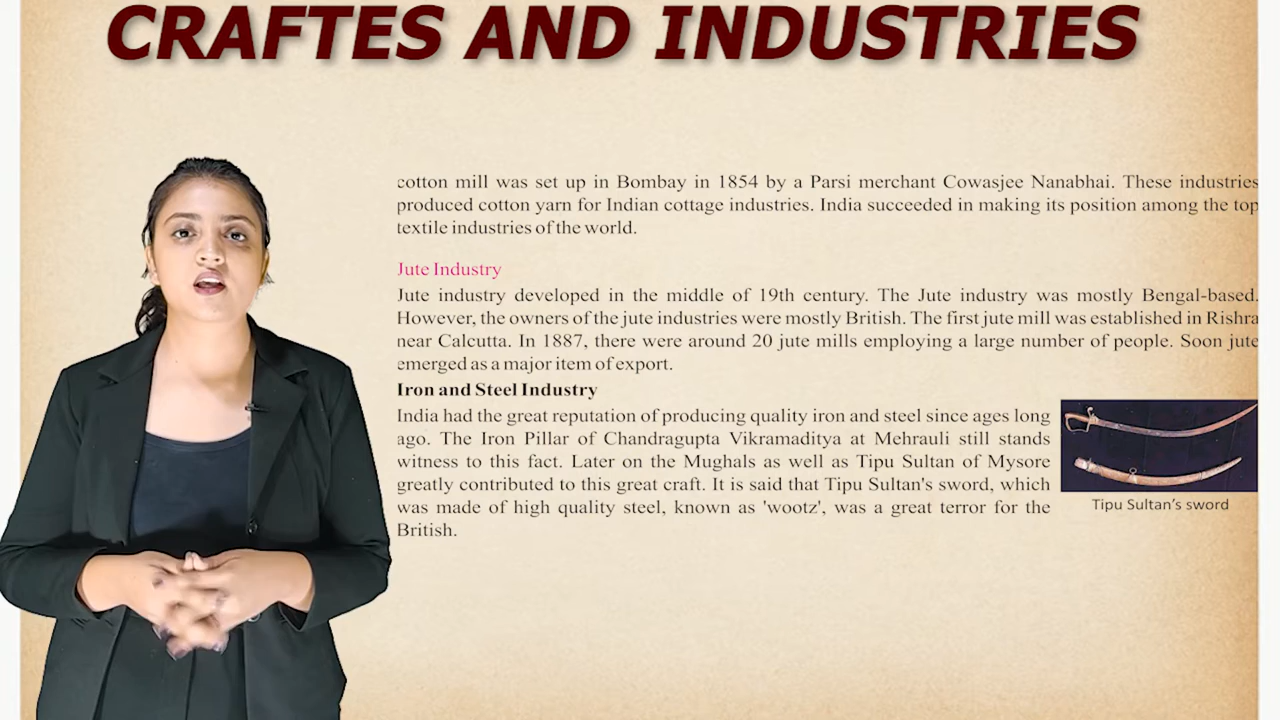 CRAFTES AND INDUSTRIES
cotton mill was set up in Bombay in 1854 by a Parsi merchant Cowasjee Nanabhai. These industries
produced cotton yarn for Indian cottage industries. India succeeded in making its position among the top
textile industries of the world.
Jute Industry
Jute industry developed in the middle of 19th century. The Jute industry was mostly Bengal-based.
However, the owners of the jute industries were mostly British. The first jute mill was established in Rishra
near Calcutta. In 1887, there were around 20 jute mills employing a large number of people. Soon jute
emerged as a major item of export.
Iron and Steel Industry
India had the great reputation of producing quality iron and steel since ages long
ago. The Iron Pillar of Chandragupta Vikramaditya at Mehrauli still stands
witness to this fact. Later on the Mughals as well as Tipu Sultan of Mysore
greatly contributed to this great craft. It is said that Tipu Sultan's sword, which
was made of high quality steel, known as 'wootz', was a great terror for the
British.
Tipu Sultan's sword